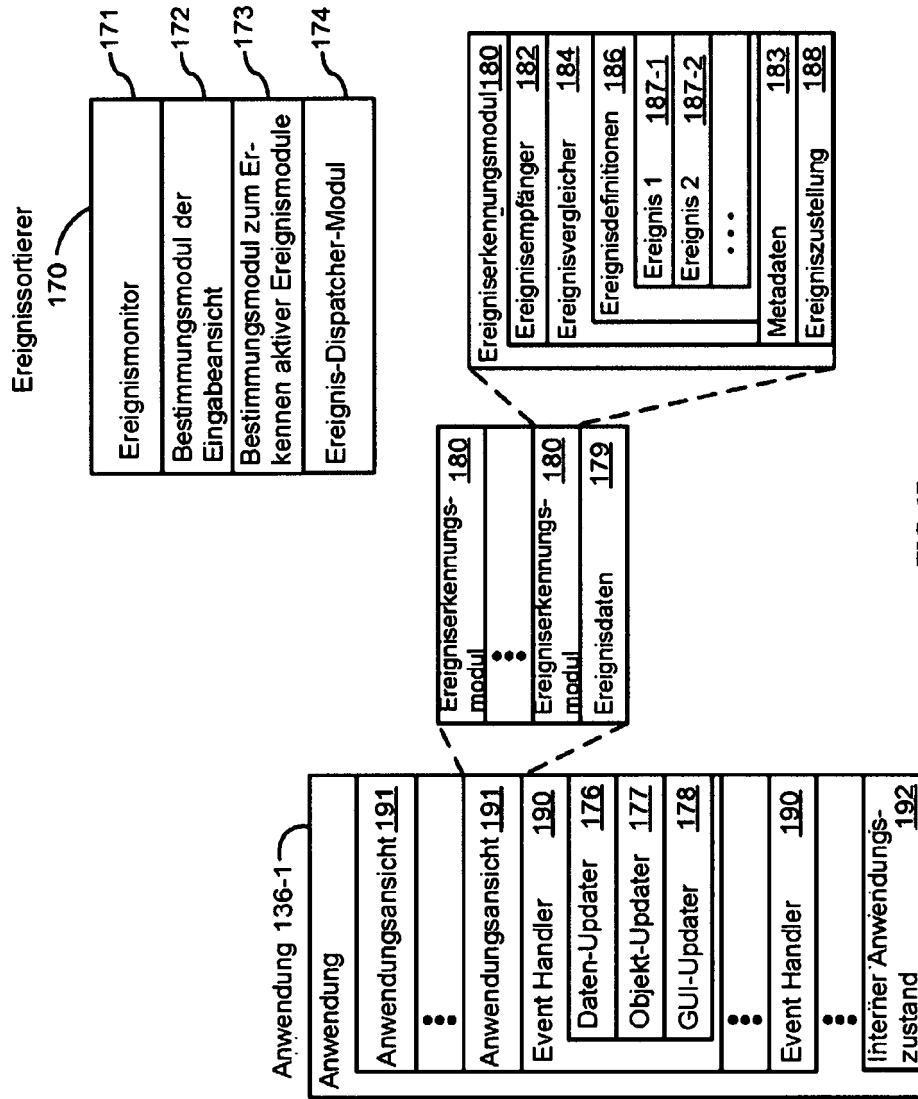 Ereignissortierer
170
Ereignismonitor
171
Bestimmungsmodul der
Eingabeansicht
172
Bestimmungsmodul zum Er-
kennen aktiver Ereignismodule
173
Ereignis-Dispatcher-Modul
174
Anwendung 136-1
Anwendung
Anwendungsansicht 191
Anwendungsansicht 191
Event Handler 190
Daten-Updater 176
Objekt-Updater 177
GUI-Updater 178
Event Handler 190
Interner Anwendungs-
zustand 192
Ereigniserkennungs-
modul 180
Ereigniserkennungs-
modul 180
Ereignisdaten 179
Ereigniserkennungsmodul 180
Ereignisempfänger 182
Ereignisvergleicher 184
Ereignisdefinitionen 186
Ereignis 1 187-1
Ereignis 2 187-2
Metadaten 183
Ereigniszustellung 188